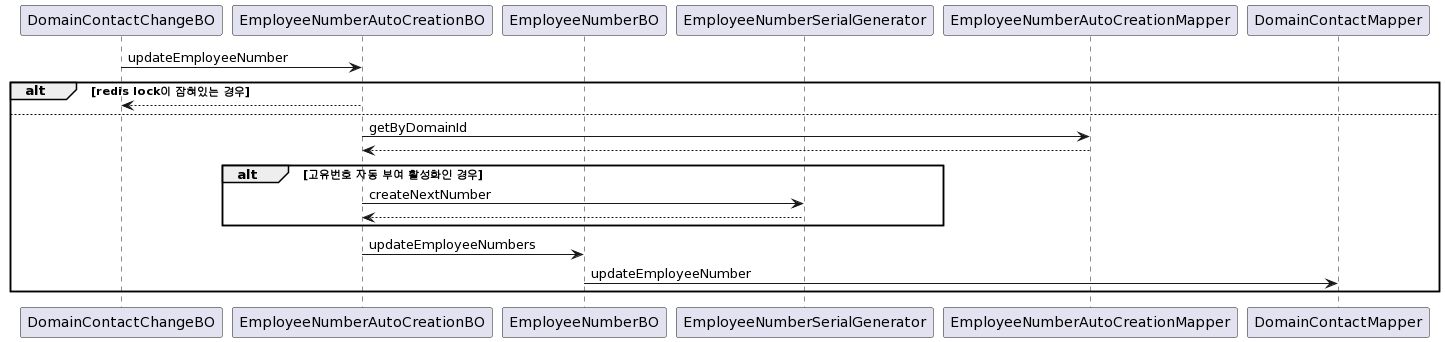 DomainContactChangeBO EmployeeNumberAutoCreationBO EmployeeNumberBO EmployeeNumberSerialGenerator EmployeeNumberAutoCreationMapper DomainContactMapper
updateEmployeeNumber
alt [redis lock이 잠혀있는 경우]
getByDomainId
alt [고유번호 자동 부여 활성화인 경우]
createNextNumber
updateEmployeeNumbers
updateEmployeeNumber
DomainContactChangeBO EmployeeNumberAutoCreationBO EmployeeNumberBO EmployeeNumberSerialGenerator EmployeeNumberAutoCreationMapper DomainContactMapper